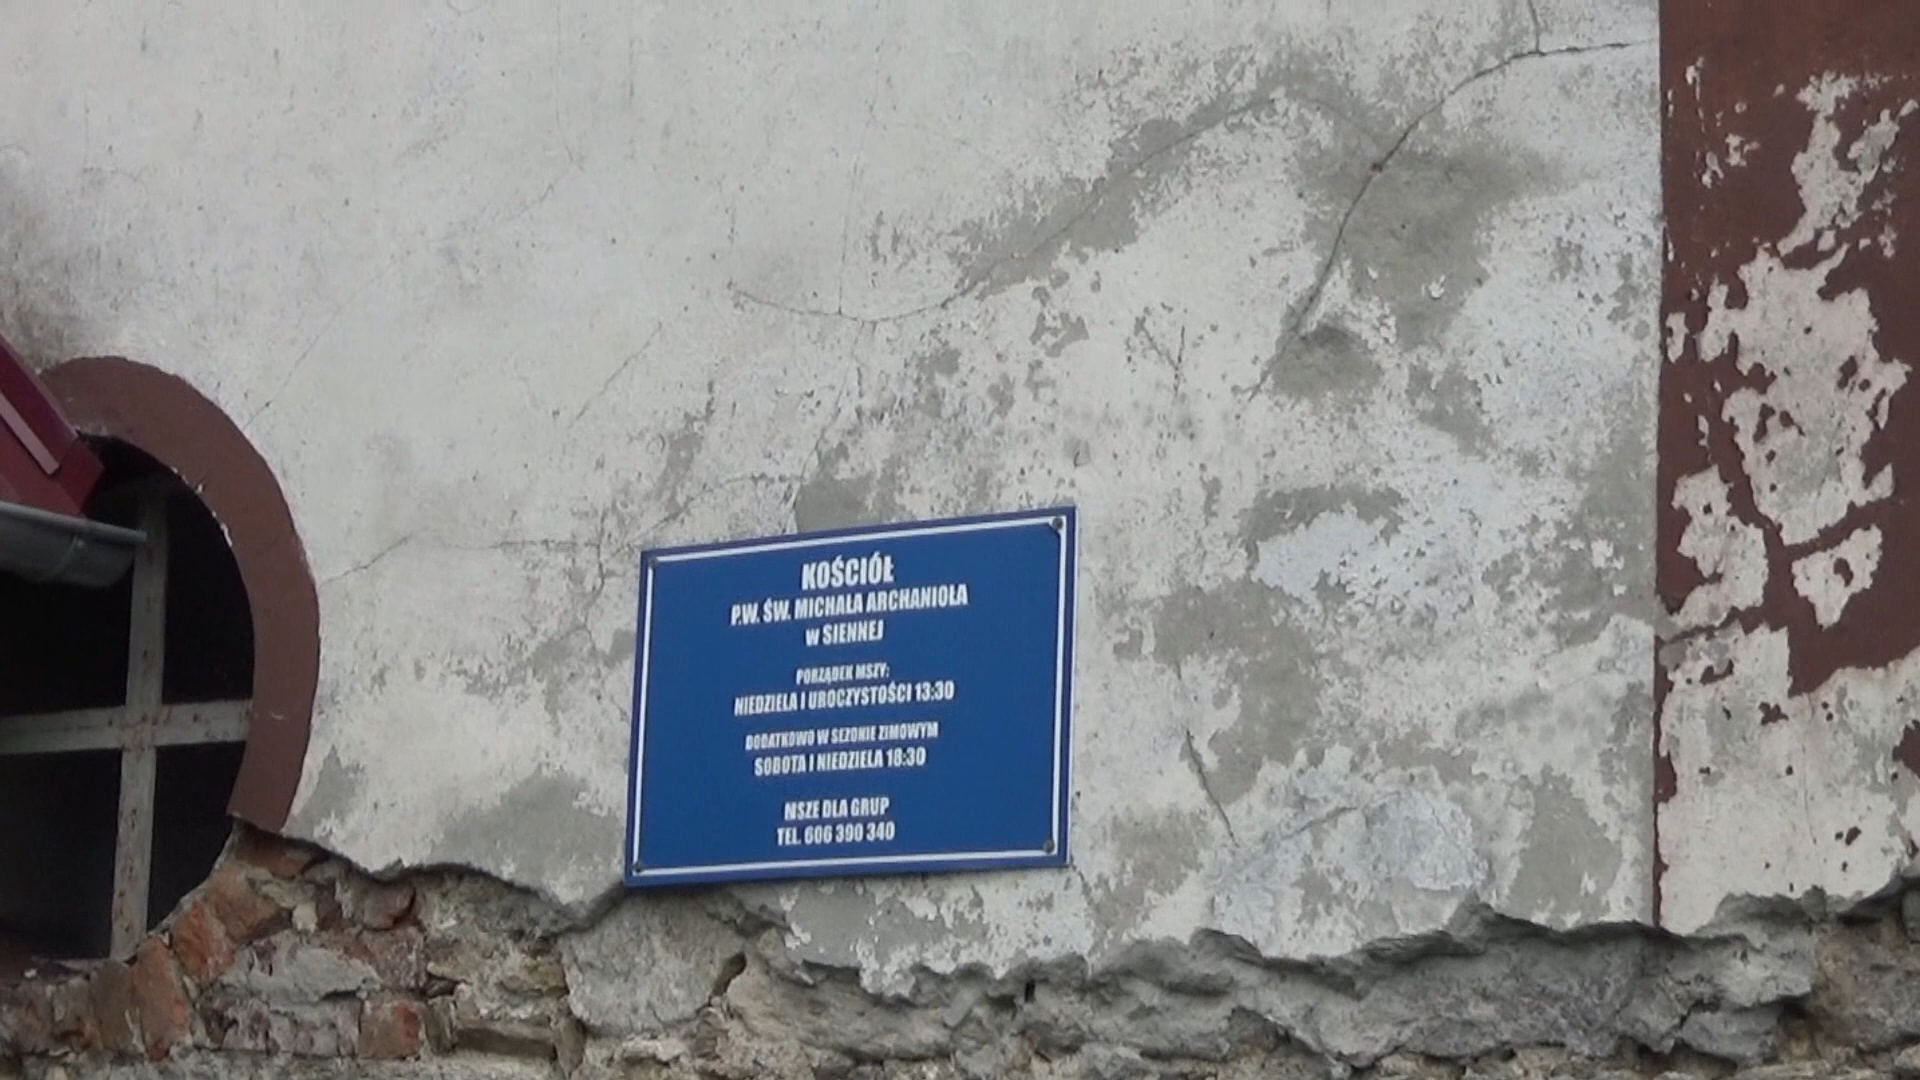 KOŚCIÓŁ
P.W. ŚW. MICHAŁA ARCHANIOŁA
w SIENNEJ
PORZĄDEK MSZY:
NIEDZIELA I UROCZYSTOŚCI 13:30
DODATKOWO W SEZONIE ZIMOWYM
SOBOTA I NIEDZIELA 18:30
MSZE DLA GRUP
TEL. 606 390 340